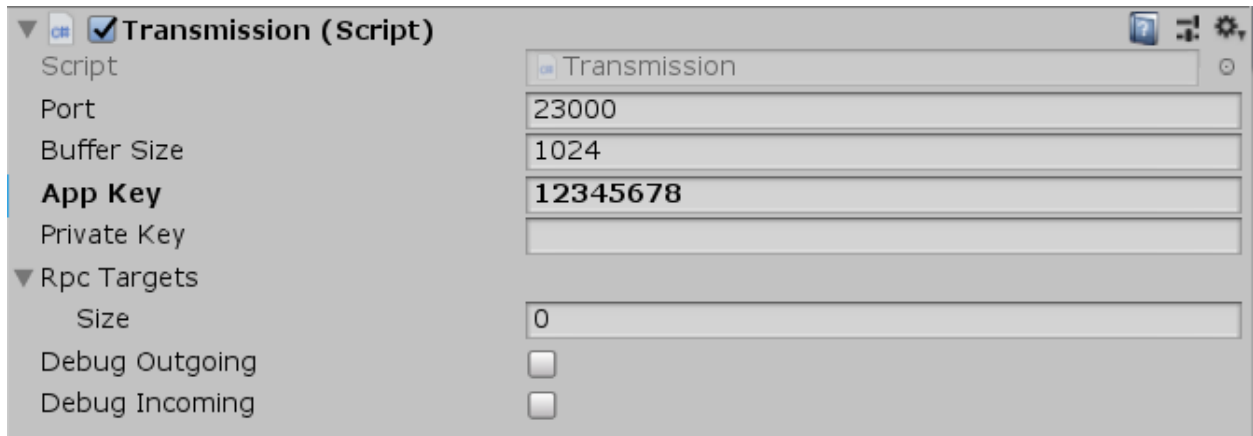 Transmission (Script)
Script Transmission
Port 23000
Buffer Size 1024
App Key 12345678
Private Key
Rpc Targets
Size 0
Debug Outgoing
Debug Incoming